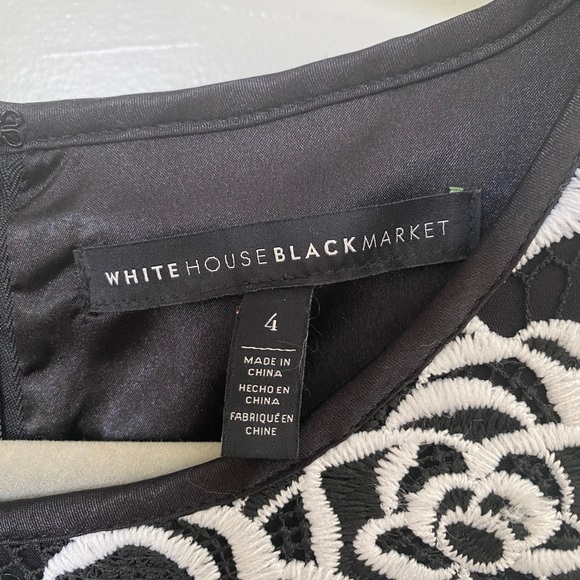 WHITE HOUSE BLACK MARKET
4
MADE IN
CHINA
HECHO EN
CHINA
FABRIQUÉ EN
CHINE